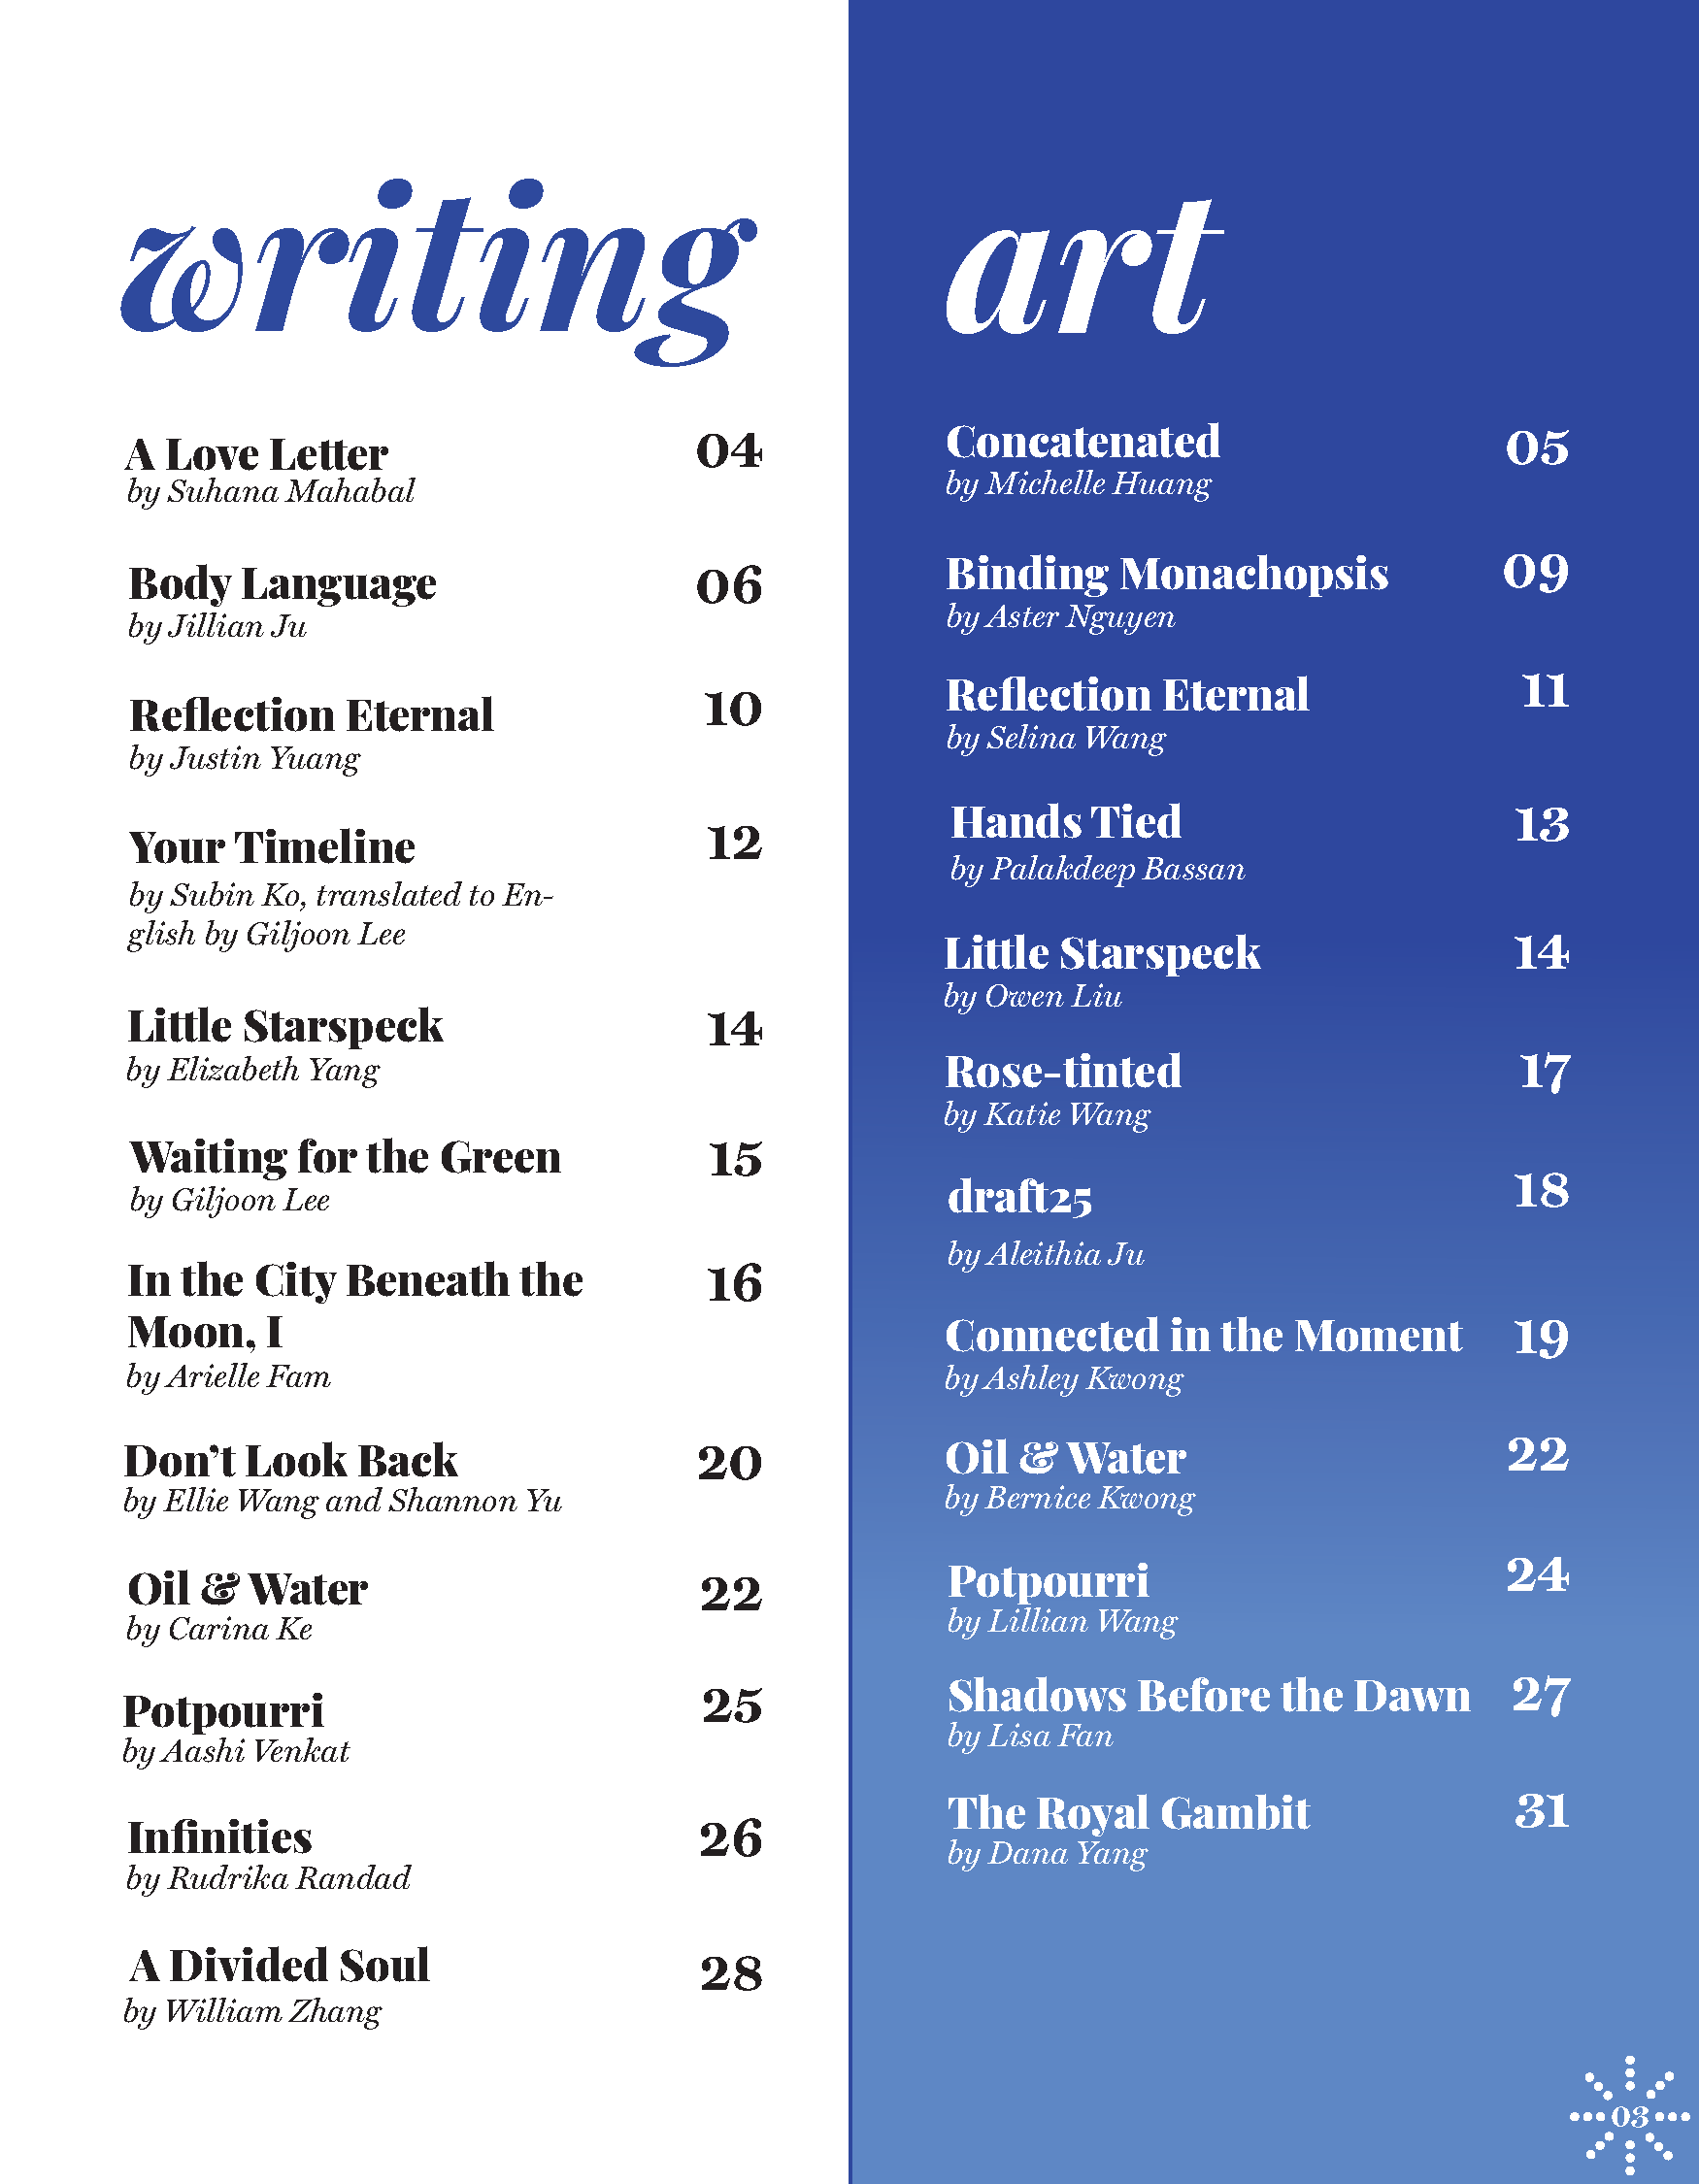 writing
A Love Letter 04
by Suhana Mahabal
Body Language 06
by Jillian Ju
Reflection Eternal 10
by Justin Yuang
Your Timeline 12
by Subin Ko, translated to En-
glish by Giljoon Lee
Little Starspeck 14
by Elizabeth Yang
Waiting for the Green 15
by Giljoon Lee
In the City Beneath the 16
Moon, I
by Arielle Fam
Don't Look Back 20
by Ellie Wang and Shannon Yu
Oil & Water 22
by Carina Ke
Potpourri 25
by Aashi Venkat
Infinities 26
by Rudrika Randad
A Divided Soul 28
by William Zhang
art
Concatenated 05
by Michelle Huang
Binding Monachopsis 09
by Aster Nguyen
Reflection Eternal 11
by Selina Wang
Hands Tied 13
by Palakdeep Bassan
Little Starspeck 14
by Owen Liu
Rose-tinted 17
by Katie Wang
draft25 18
by Aleithia Ju
Connected in the Moment 19
by Ashley Kwong
Oil & Water 22
by Bernice Kwong
Potpourri 24
by Lillian Wang
Shadows Before the Dawn 27
by Lisa Fan
The Royal Gambit 31
by Dana Yang
03